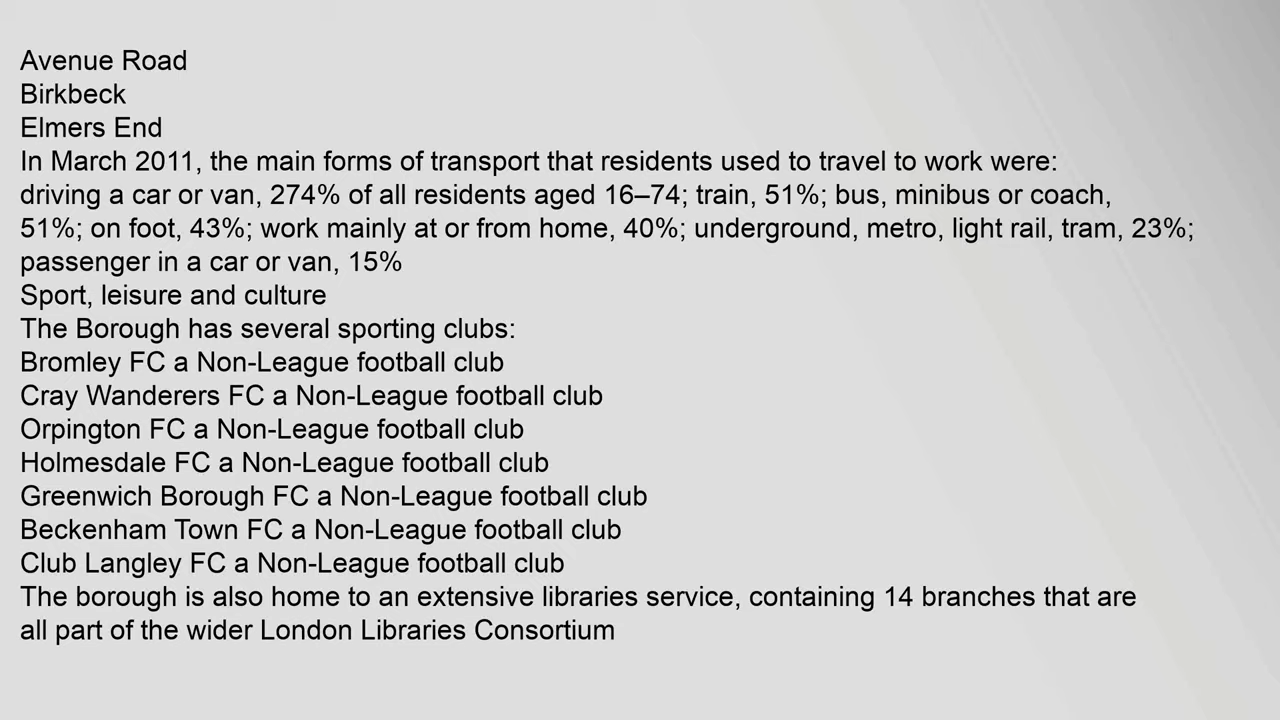 Avenue Road
Birkbeck
Elmers End
In March 2011, the main forms of transport that residents used to travel to work were:
driving a car or van, 274% of all residents aged 16–74; train, 51%; bus, minibus or coach,
51%; on foot, 43%; work mainly at or from home, 40%; underground, metro, light rail, tram, 23%;
passenger in a car or van, 15%
Sport, leisure and culture
The Borough has several sporting clubs:
Bromley FC a Non-League football club
Cray Wanderers FC a Non-League football club
Orpington FC a Non-League football club
Holmesdale FC a Non-League football club
Greenwich Borough FC a Non-League football club
Beckenham Town FC a Non-League football club
Club Langley FC a Non-League football club
The borough is also home to an extensive libraries service, containing 14 branches that are
all part of the wider London Libraries Consortium